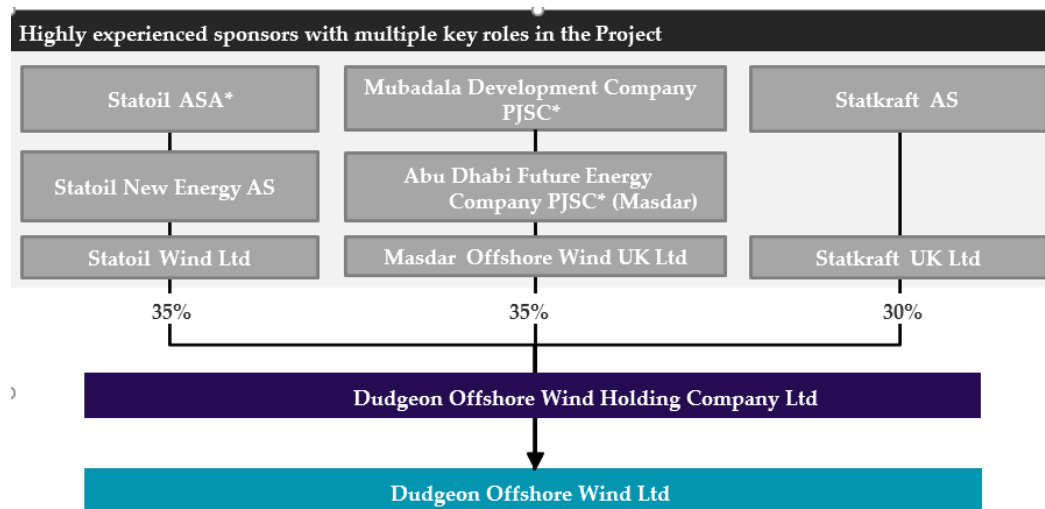 Highly experienced sponsors with multiple key roles in the Project
Statoil ASA*
Mubadala Development Company
PJSC*
Statkraft AS
Statoil New Energy AS
Abu Dhabi Future Energy
Company PJSC* (Masdar)
Statoil Wind Ltd
Masdar Offshore Wind UK Ltd
Statkraft UK Ltd
35%
35%
30%
Dudgeon Offshore Wind Holding Company Ltd
Dudgeon Offshore Wind Ltd